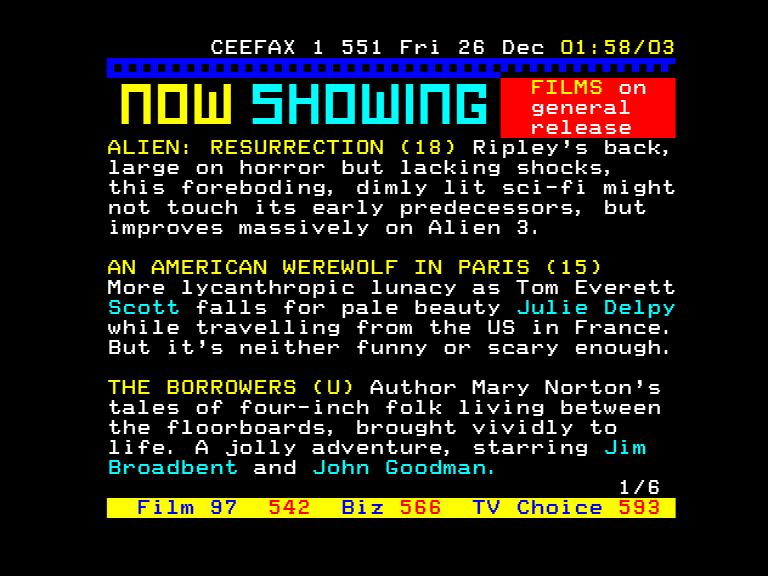 CEEFAX 1 551 Fri 26 Dec 01:58/03
NOW SHOWING
FILMS on
general
release
ALIEN: RESURRECTION (18) Ripley's back,
large on horror but lacking shocks,
this foreboding, dimly lit sci-fi might
not touch its early predecessors, but
improves massively on Alien 3.
AN AMERICAN WEREWOLF IN PARIS (15)
More lycanthropic lunacy as Tom Everett
Scott falls for pale beauty Julie Delpy
while travelling from the US in France.
But it's neither funny or scary enough.
THE BORROWERS (U) Author Mary Norton's
tales of four-inch folk living between
the floorboards, brought vividly to
life. A jolly adventure, starring Jim
Broadbent and John Goodman.
1/6
Film 97 542 Biz 566 TV Choice 593